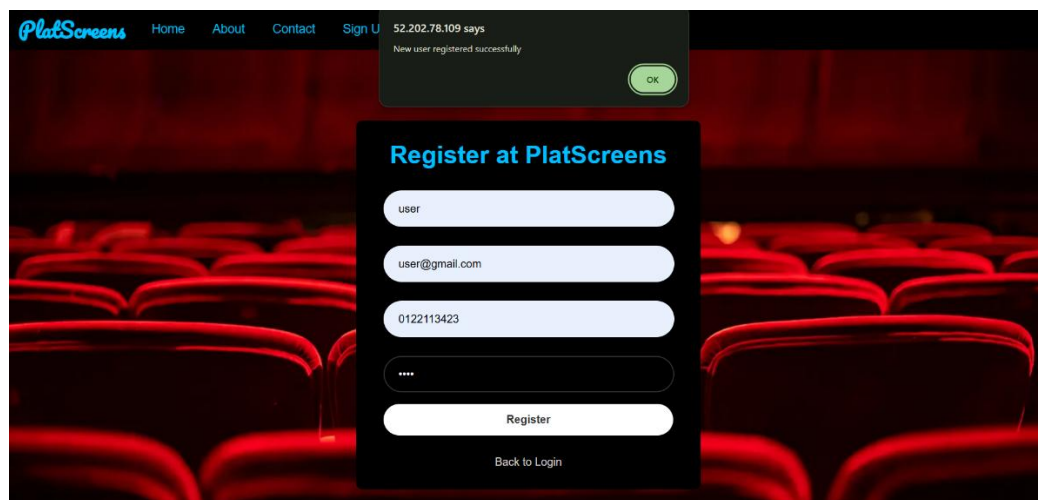 PlatScreens Home About Contact Sign U
52.202.78.109 says
New user registered successfully
OK
Register at PlatScreens
user
user@gmail.com
0122113423
••••
Register
Back to Login